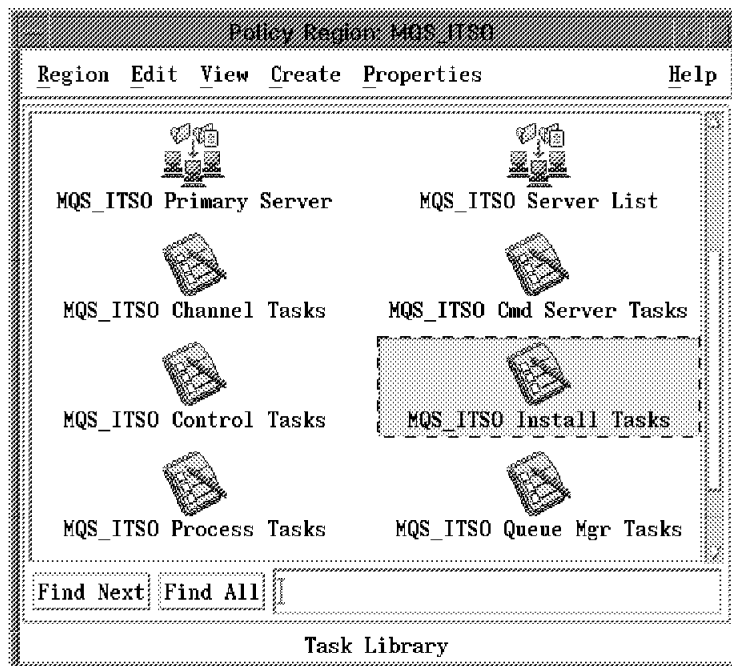 Policy Region: MQS_ITSO
Region Edit View Create Properties Help
MQS_ITSO Primary Server
MQS_ITSO Server List
MQS_ITSO Channel Tasks
MQS_ITSO Cmd Server Tasks
MQS_ITSO Control Tasks
MQS_ITSO Install Tasks
MQS_ITSO Process Tasks
MQS_ITSO Queue Mgr Tasks
Find Next Find All
Task Library